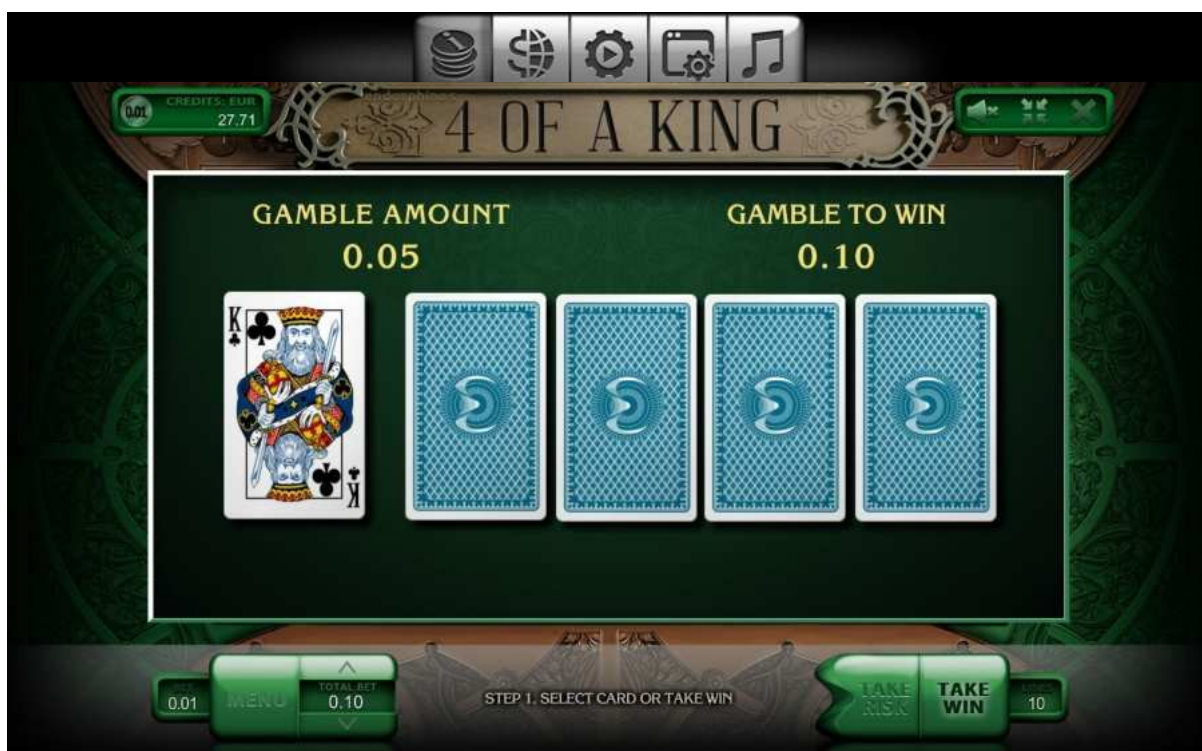 0.01
CREDITS: EUR
27.71
4 OF A KING
GAMBLE AMOUNT
0.05
GAMBLE TO WIN
0.10
K
K
0.01
MENU
TOTAL BET
0.10
STEP 1. SELECT CARD OR TAKE WIN
TAKE
RISK
TAKE
WIN
LINES
10